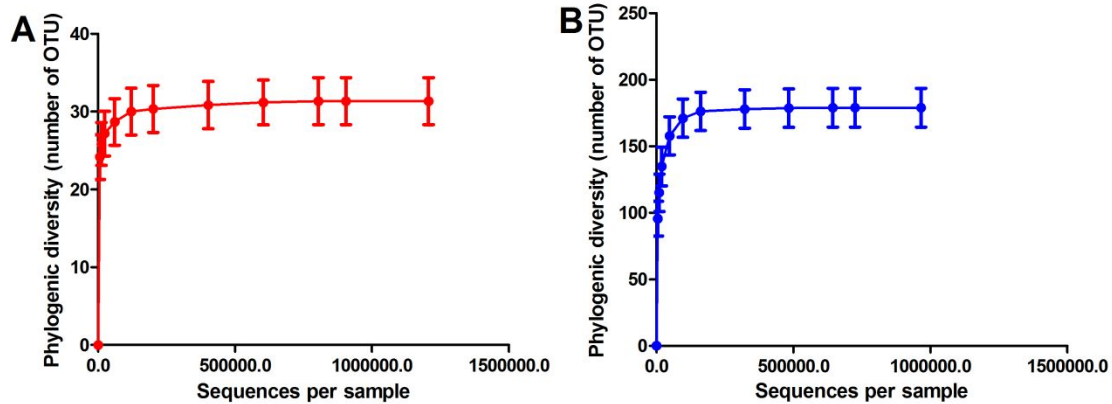 A
Phylogenic diversity (number of OTU)
40
30
20
10
0
0.0 500000.0 1000000.0 1500000.0
Sequences per sample
B
Phylogenic diversity (number of OTU)
250
200
150
100
50
0
0.0 500000.0 1000000.0 1500000.0
Sequences per sample